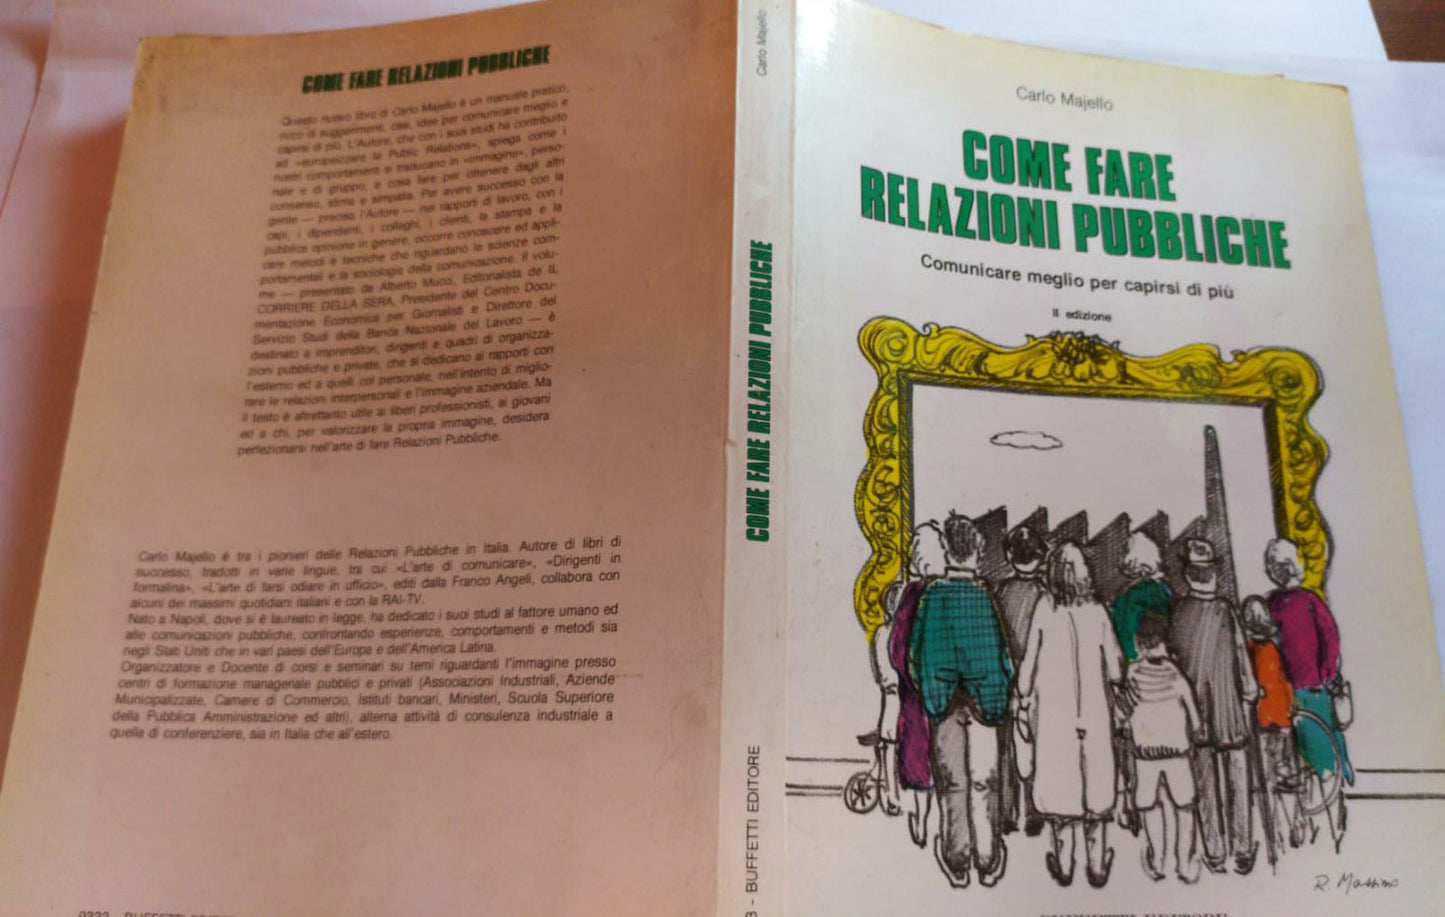 COME FARE RELAZIONI PUBBLICHE
Questo nuovo libro di Carlo Majello è un manuale pratico,
ricco di suggerimenti, casi, idee per comunicare meglio e
capirsi di più. L'Autore, che con i suoi studi ha contribuito
ad «europeizzare le Public Relations», spiega come i
nostri comportamenti si traducano in «immagine», perso-
nale e di gruppo, e cosa fare per ottenere dagli altri
consenso, stima e simpatia. Per avere successo con la
gente — precisa l'Autore — nei rapporti di lavoro, con i
capi, i dipendenti, i colleghi, i clienti, la stampa e la
pubblica opinione in genere, occorre conoscere ed appli-
care metodi e tecniche che riguardano le scienze com-
portamentali e la sociologia della comunicazione. Il volu-
me — presentato da Alberto Mucci, Editorialista de IL
CORRIERE DELLA SERA, Presidente del Centro Docu-
mentazione Economica per Giornalisti e Direttore del
Servizio Studi della Banca Nazionale del Lavoro — è
destinato a imprenditori, dirigenti e quadri di organizza-
zioni pubbliche e private, che si dedicano ai rapporti con
l'esterno ed a quelli col personale, nell'intento di miglio-
rare le relazioni interpersonali e l'immagine aziendale. Ma
il testo è altrettanto utile ai liberi professionisti, ai giovani
ed a chi, per valorizzare la propria immagine, desidera
perfezionarsi nell'arte di fare Relazioni Pubbliche.
Carlo Majello è tra i pionieri delle Relazioni Pubbliche in Italia. Autore di libri di
successo, tradotti in varie lingue, tra cui «L'arte di comunicare», «Dirigenti in
formalina», «L'arte di farsi odiare in ufficio», editi dalla Franco Angeli, collabora con
alcuni dei massimi quotidiani italiani e con la RAI-TV.
Nato a Napoli, dove si è laureato in legge, ha dedicato i suoi studi al fattore umano ed
alle comunicazioni pubbliche, confrontando esperienze, comportamenti e metodi sia
negli Stati Uniti che in vari paesi dell'Europa e dell'America Latina.
Organizzatore e Docente di corsi e seminari su temi riguardanti l'immagine presso
centri di formazione manageriale pubblici e privati (Associazioni Industriali, Aziende
Municipalizzate, Camere di Commercio, Istituti bancari, Ministeri, Scuola Superiore
della Pubblica Amministrazione ed altri), alterna attività di consulenza industriale a
quella di conferenziere, sia in Italia che all'estero.
Carlo Majello
COME FARE RELAZIONI PUBBLICHE
- BUFFETTI EDITORE
Carlo Majello
COME FARE
RELAZIONI PUBBLICHE
Comunicare meglio per capirsi di più
II edizione
R. Massimo
BUFFETTI EDITORE